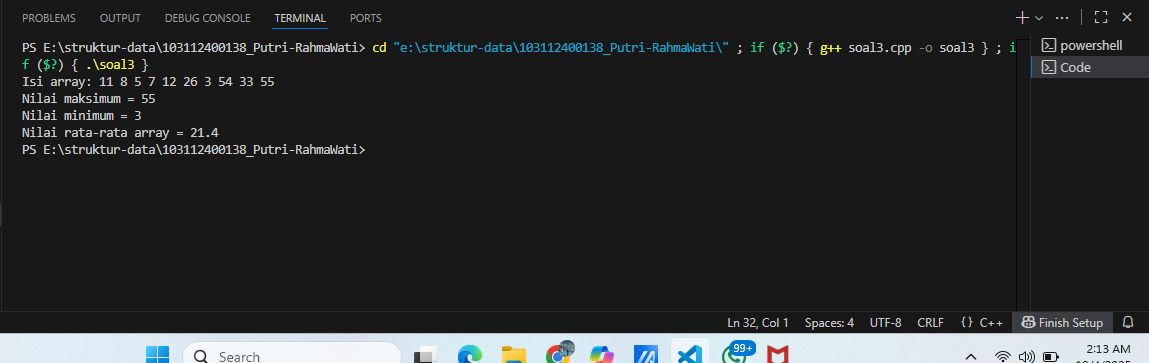 PROBLEMS OUTPUT DEBUG CONSOLE TERMINAL PORTS
PS E:\struktur-data\103112400138_Putri-RahmaWati> cd "e:\struktur-data\103112400138_Putri-RahmaWati\" ; if ($?) { g++ soal3.cpp -o soal3 } ; i
f ($?) { .\soal3 }
Isi array: 11 8 5 7 12 26 3 54 33 55
Nilai maksimum = 55
Nilai minimum = 3
Nilai rata-rata array = 21.4
PS E:\struktur-data\103112400138_Putri-RahmaWati>
powershell
Code
Ln 32, Col 1 Spaces: 4 UTF-8 CRLF {} C++ Finish Setup
Search
99+
2:13 AM